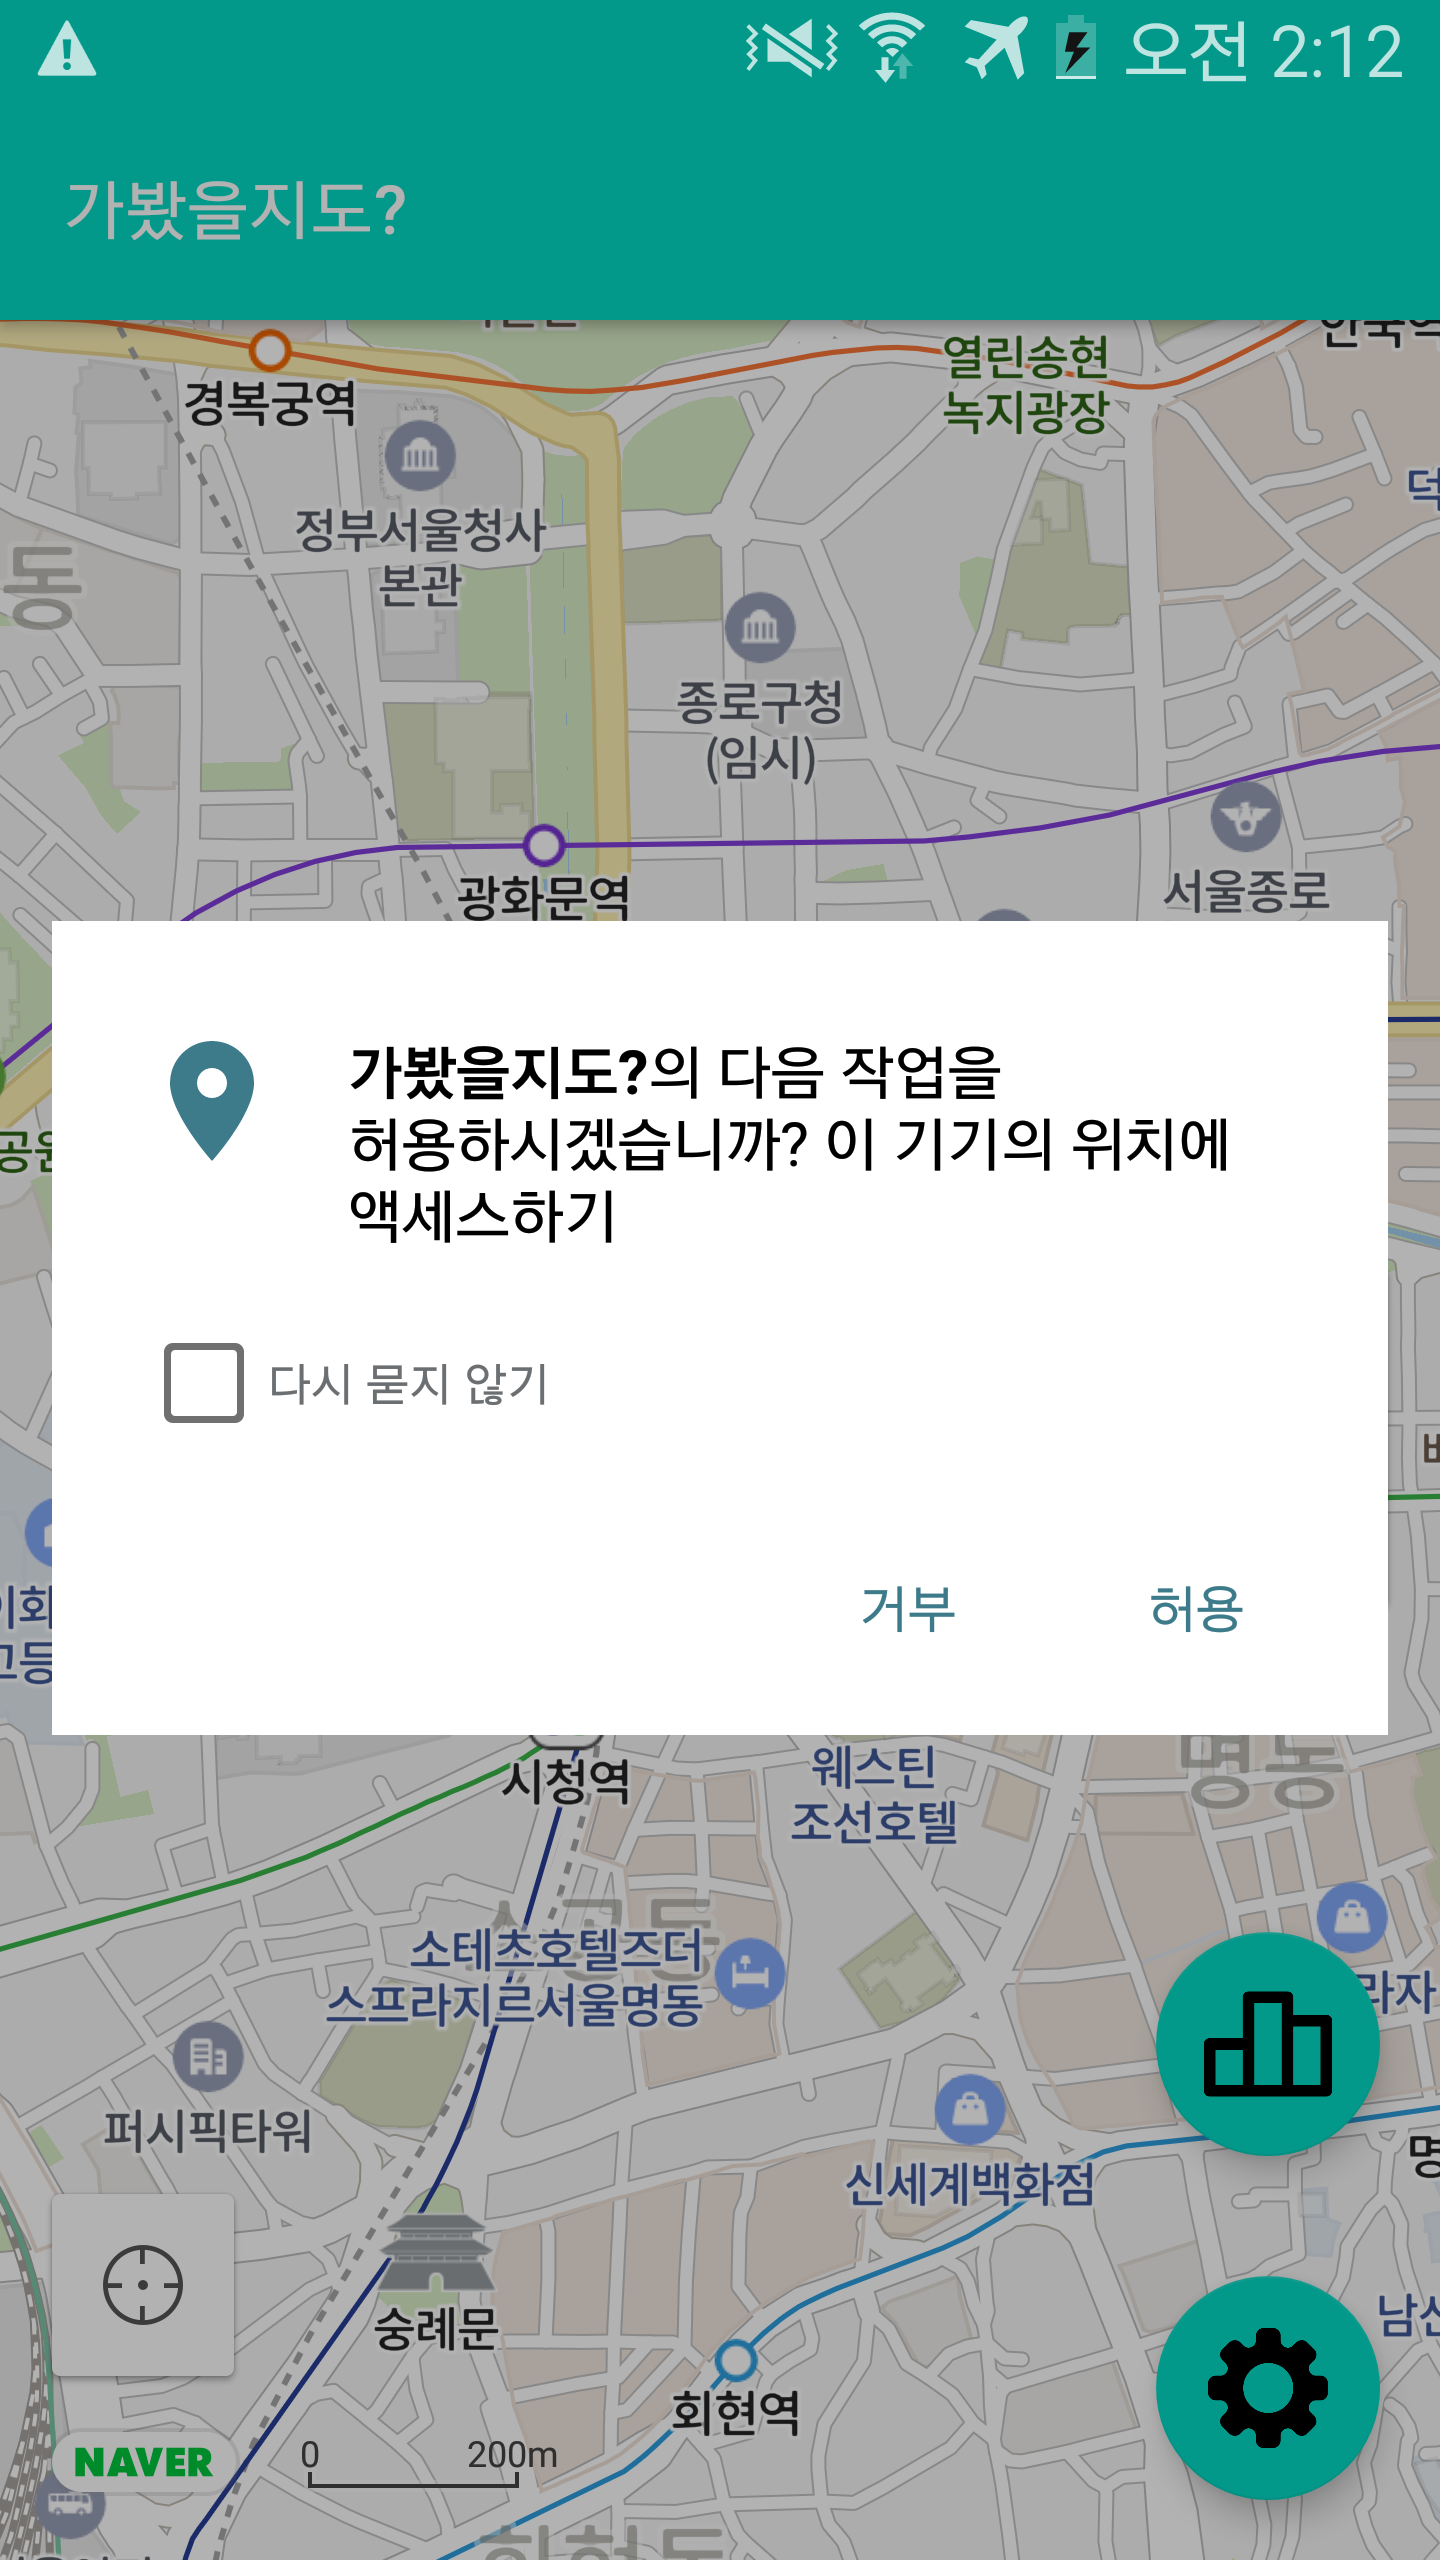 오전 2:12
가봤을지도?
경복궁역
열린송현
녹지광장
정부서울청사
본관
동
종로구청
(임시)
광화문역
서울종로
가봤을지도?의 다음 작업을
허용하시겠습니까? 이 기기의 위치에
액세스하기
다시 묻지 않기
거부
허용
시청역
웨스틴
조선호텔
명동
소공동
소테츠호텔즈더
스프라지르서울명동
퍼시픽타워
신세계백화점
숭례문
회현역
NAVER
0
200m